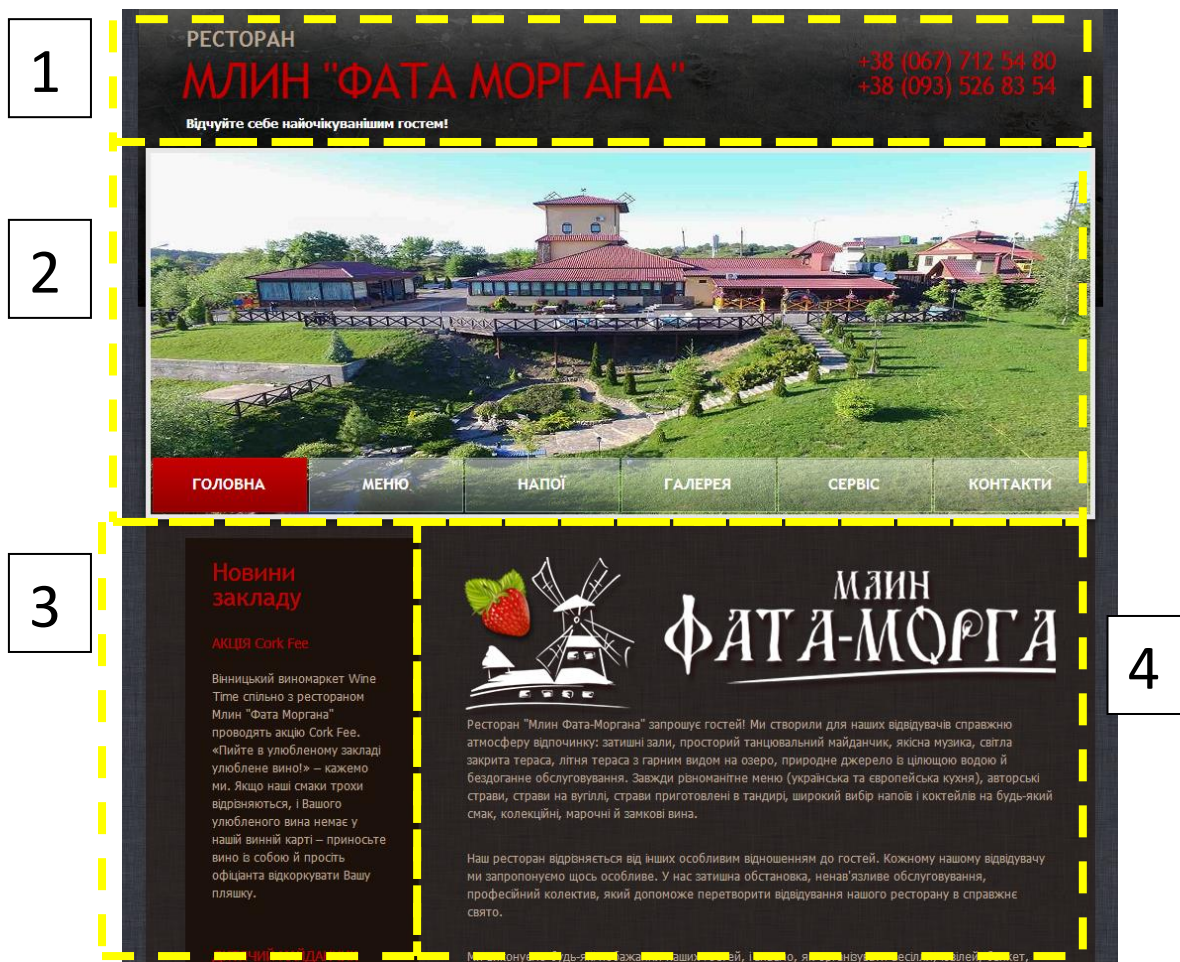 1
РЕСТОРАН
МЛИН "ФАТА МОРГАНА"
+38 (067) 712 54 80
+38 (093) 526 83 54
Відчуйте себе найочікуванішим гостем!
2
ГОЛОВНА
МЕНЮ
НАПОЇ
ГАЛЕРЕЯ
СЕРВІС
КОНТАКТИ
3
Новини
закладу
АКЦІЯ Cork Fee
Вінницький виномаркет Wine
Time спільно з рестораном
Млин "Фата Моргана"
проводять акцію Cork Fee.
«Пийте в улюбленому закладі
улюблене вино!» – кажемо
ми. Якщо наші смаки трохи
відрізняються, і Вашого
улюбленого вина немає у
нашій винній карті – приносьте
вино із собою й просіть
офіціанта відкоркувати Вашу
пляшку.
4
МЛИН
ФАТА-МОРГА
Ресторан "Млин Фата-Моргана" запрошує гостей! Ми створили для наших відвідувачів справжню
атмосферу відпочинку: затишні зали, просторий танцювальний майданчик, якісна музика, світла
закрита тераса, літня тераса з гарним видом на озеро, природне джерело із цілющою водою й
бездоганне обслуговування. Завжди різноманітне меню (українська та європейська кухня), авторські
страви, страви на вугіллі, страви приготовлені в тандирі, широкий вибір напоїв і коктейлів на будь-який
смак, колекційні, марочні й замкові вина.
Наш ресторан відрізняється від інших особливим відношенням до гостей. Кожному нашому відвідувачу
ми запропонуємо щось особливе. У нас затишна обстановка, ненав'язливе обслуговування,
професійний колектив, який допоможе перетворити відвідування нашого ресторану в справжнє
свято.